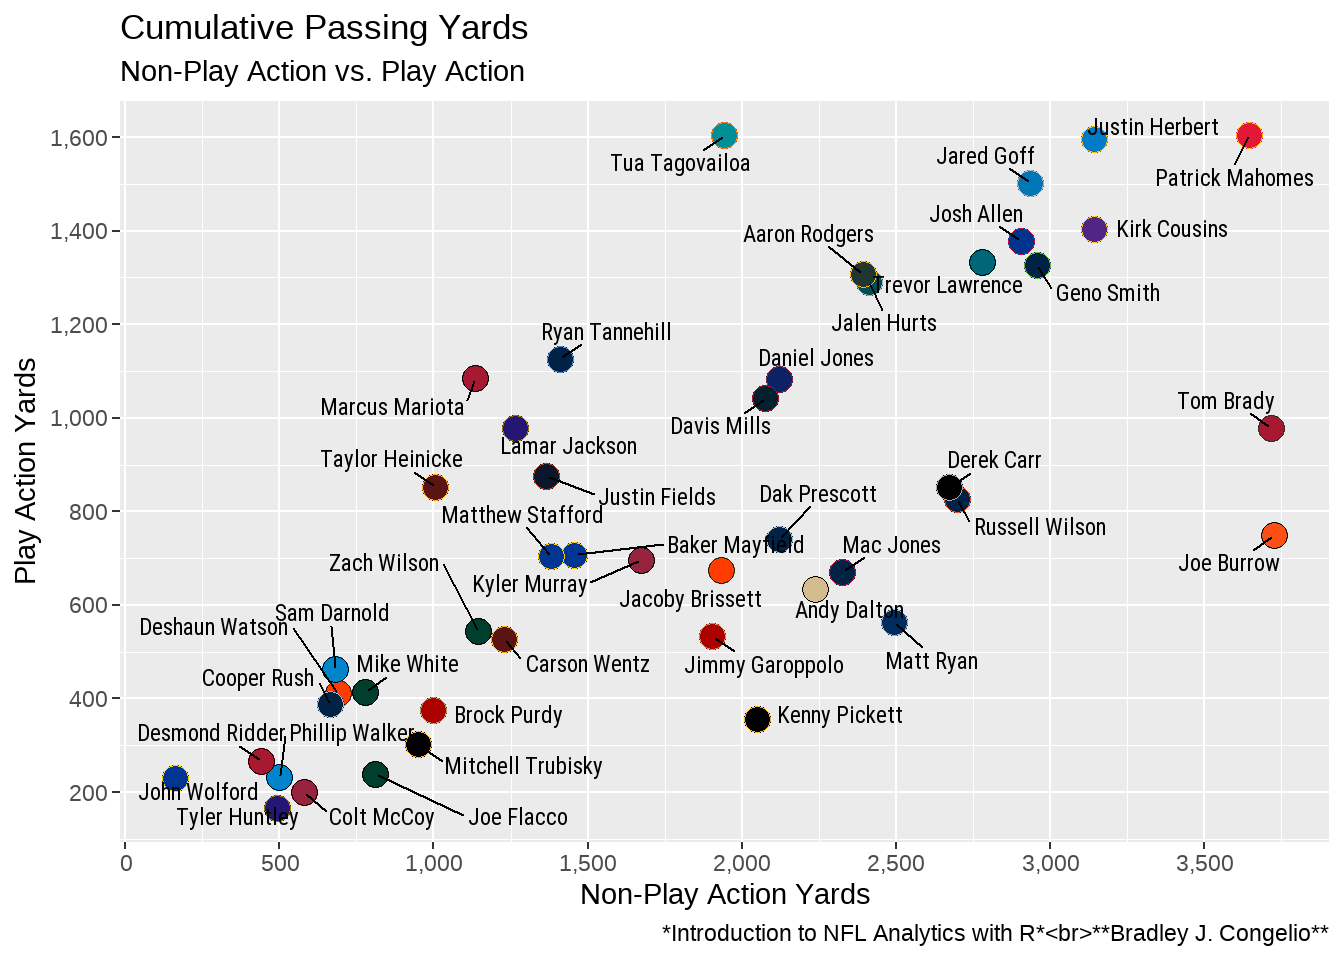 Cumulative Passing Yards
Non-Play Action vs. Play Action
1,600
1,400
1,200
1,000
800
600
400
200
Play Action Yards
Justin Herbert
Tua Tagovailoa
Jared Goff
Patrick Mahomes
Josh Allen
Kirk Cousins
Aaron Rodgers
Trevor Lawrence
Geno Smith
Jalen Hurts
Ryan Tannehill
Daniel Jones
Marcus Mariota
Tom Brady
Davis Mills
Lamar Jackson
Taylor Heinicke
Derek Carr
Justin Fields
Dak Prescott
Matthew Stafford
Russell Wilson
Baker Mayfield
Mac Jones
Zach Wilson
Joe Burrow
Kyler Murray
Jacoby Brissett
Andy Dalton
Sam Darnold
Deshaun Watson
Mike White
Carson Wentz
Jimmy Garoppolo
Matt Ryan
Cooper Rush
Brock Purdy
Kenny Pickett
Desmond Ridder
Phillip Walker
Mitchell Trubisky
John Wolford
Tyler Huntley
Colt McCoy
Joe Flacco
0
500
1,000
1,500
2,000
2,500
3,000
3,500
Non-Play Action Yards
*Introduction to NFL Analytics with R*<br>**Bradley J. Congelio**